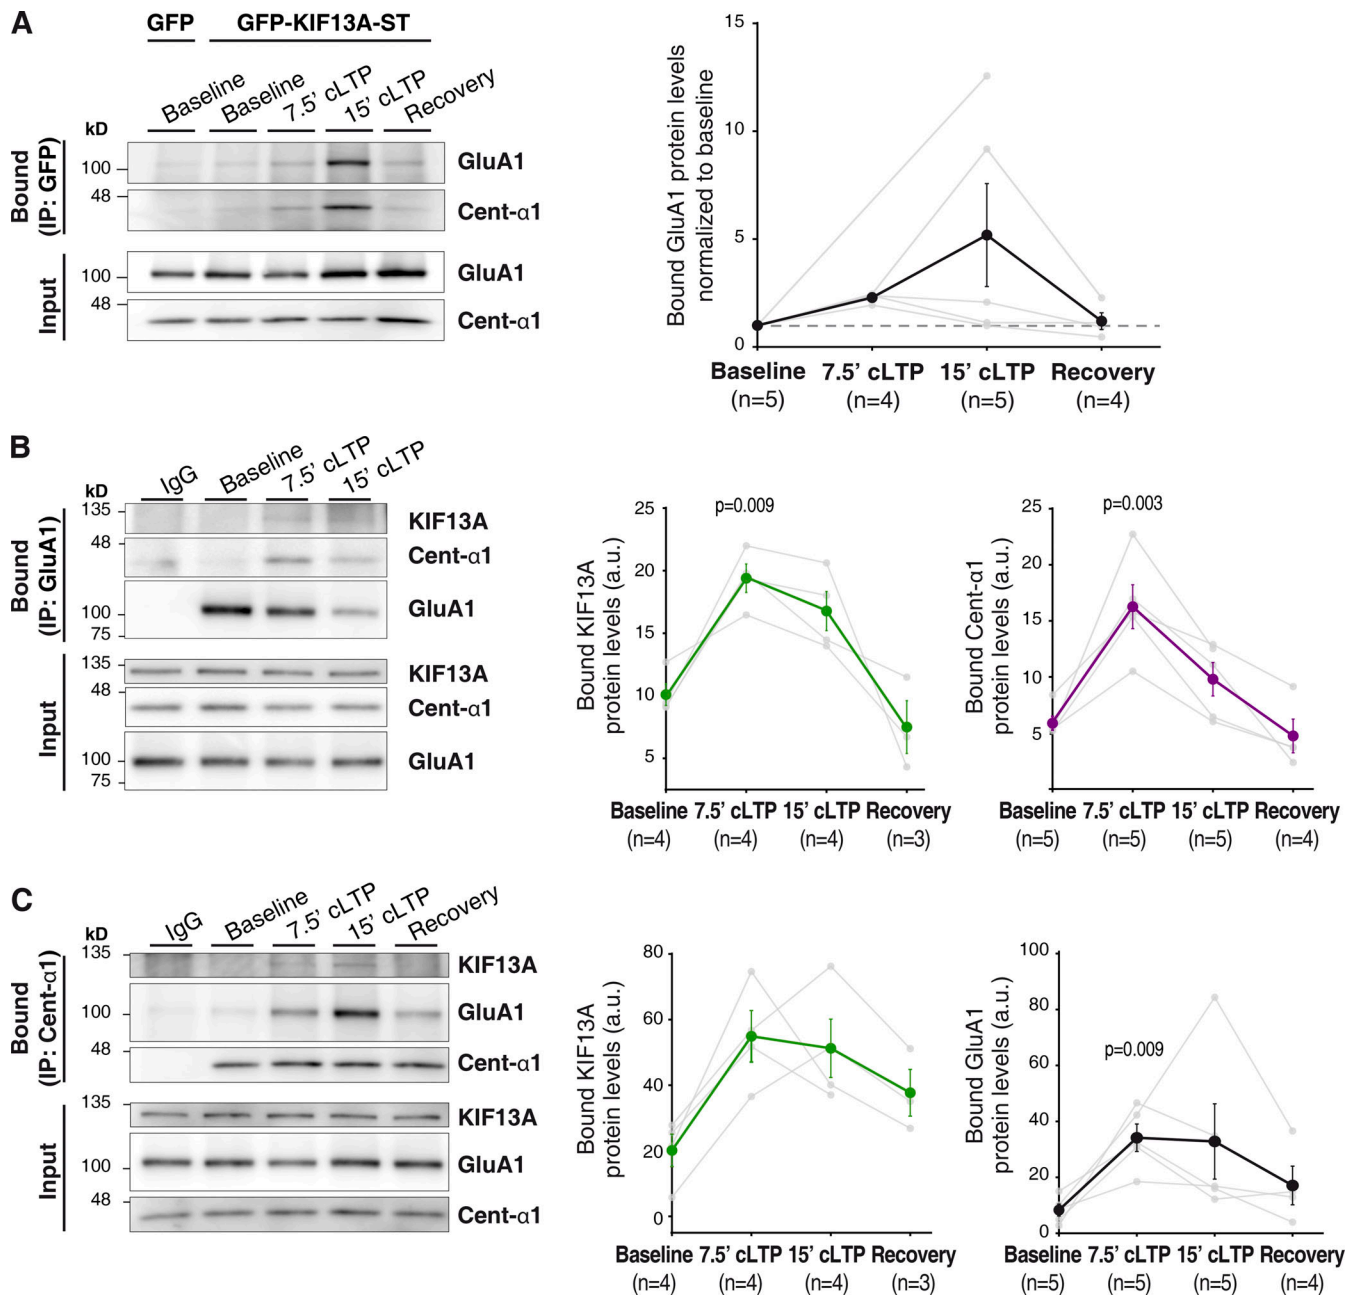 A
GFP GFP-KIF13A-ST
Baseline Baseline 7.5’ cLTP 15’ cLTP Recovery
kD
Bound
(IP: GFP)
100 GluA1
48 Cent-α1
Input
100 GluA1
48 Cent-α1
Bound GluA1 protein levels
normalized to baseline
15
10
5
0
Baseline 7.5’ cLTP 15’ cLTP Recovery
(n=5) (n=4) (n=5) (n=4)
B
IgG Baseline 7.5’ cLTP 15’ cLTP
kD
Bound
(IP: GluA1)
135 KIF13A
48 Cent-α1
100 GluA1
75
Input
135 KIF13A
48 Cent-α1
100 GluA1
75
Bound KIF13A
protein levels (a.u.)
25
20
15
10
5
p=0.009
Baseline 7.5’ cLTP 15’ cLTP Recovery
(n=4) (n=4) (n=4) (n=3)
Bound Cent-α1
protein levels (a.u.)
25
20
15
10
5
p=0.003
Baseline 7.5’ cLTP 15’ cLTP Recovery
(n=5) (n=5) (n=5) (n=4)
C
IgG Baseline 7.5’ cLTP 15’ cLTP Recovery
kD
Bound
(IP: Cent-α1)
135 KIF13A
100 GluA1
48 Cent-α1
Input
135 KIF13A
100 GluA1
48 Cent-α1
Bound KIF13A
protein levels (a.u.)
80
60
40
20
0
Baseline 7.5’ cLTP 15’ cLTP Recovery
(n=4) (n=4) (n=4) (n=3)
Bound GluA1
protein levels (a.u.)
100
80
60
40
20
0
p=0.009
Baseline 7.5’ cLTP 15’ cLTP Recovery
(n=5) (n=5) (n=5) (n=4)